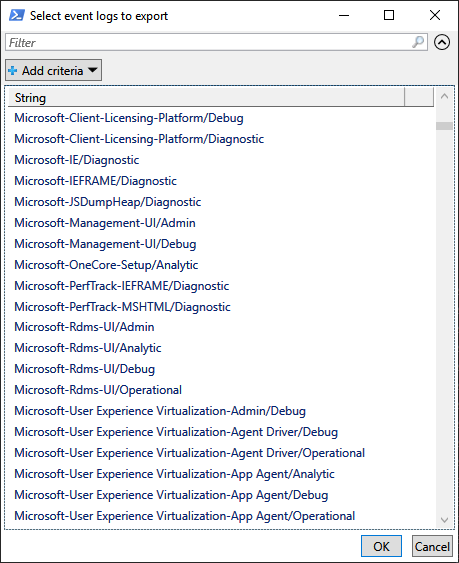 Select event logs to export
Filter
Add criteria
String
Microsoft-Client-Licensing-Platform/Debug
Microsoft-Client-Licensing-Platform/Diagnostic
Microsoft-IE/Diagnostic
Microsoft-IEFRAME/Diagnostic
Microsoft-JSDumpHeap/Diagnostic
Microsoft-Management-UI/Admin
Microsoft-Management-UI/Debug
Microsoft-OneCore-Setup/Analytic
Microsoft-PerfTrack-IEFRAME/Diagnostic
Microsoft-PerfTrack-MSHTML/Diagnostic
Microsoft-Rdms-UI/Admin
Microsoft-Rdms-UI/Analytic
Microsoft-Rdms-UI/Debug
Microsoft-Rdms-UI/Operational
Microsoft-User Experience Virtualization-Admin/Debug
Microsoft-User Experience Virtualization-Agent Driver/Debug
Microsoft-User Experience Virtualization-Agent Driver/Operational
Microsoft-User Experience Virtualization-App Agent/Analytic
Microsoft-User Experience Virtualization-App Agent/Debug
Microsoft-User Experience Virtualization-App Agent/Operational
OK Cancel